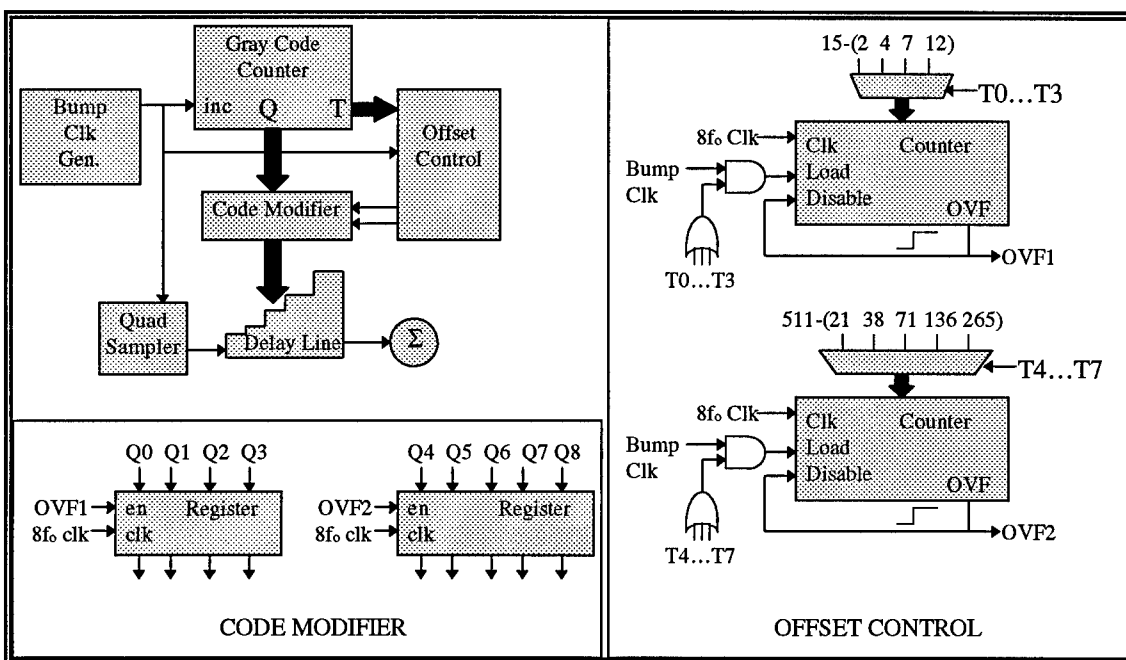 Gray Code
Counter
inc
Q
T
Bump
Clk
Gen.
Offset
Control
Code Modifier
Quad
Sampler
Delay Line
Σ
Q0 Q1 Q2 Q3
OVF1
en Register
8fₒ clk
clk
Q4 Q5 Q6 Q7 Q8
OVF2
en Register
8fₒ clk
clk
CODE MODIFIER
15-(2 4 7 12)
T0...T3
8fₒ Clk
Clk Counter
Bump
Clk
Load
Disable
OVF
OVF1
T0...T3
511-(21 38 71 136 265)
T4...T7
8fₒ Clk
Clk Counter
Bump
Clk
Load
Disable
OVF
OVF2
T4...T7
OFFSET CONTROL